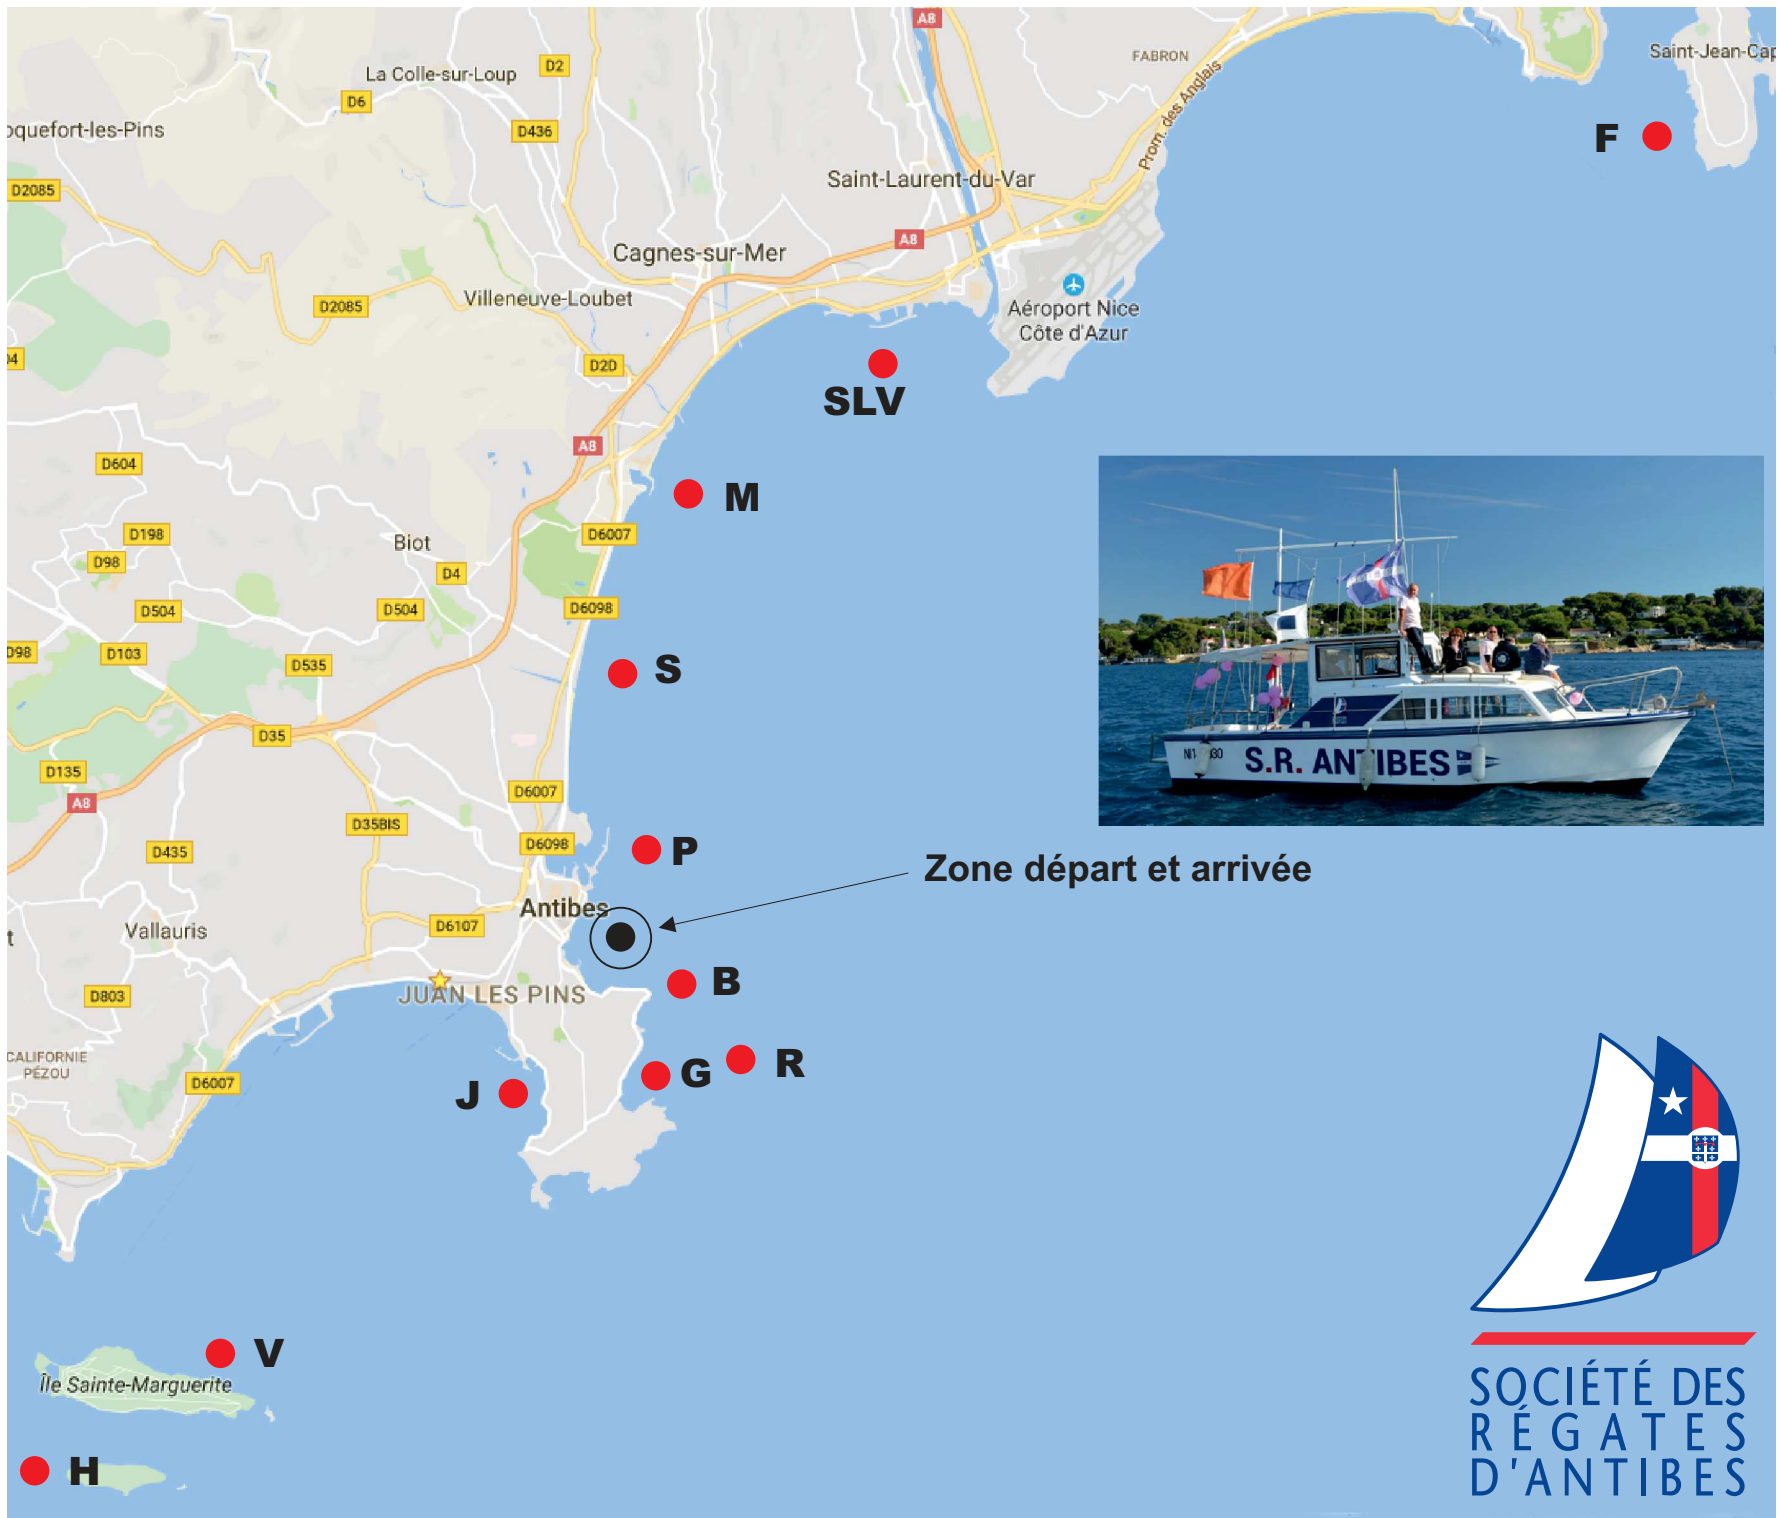 A8
FABRON
Saint-Jean-Cap
La Colle-sur-Loup
D2
D6
Prom. des Anglais
oquefort-les-Pins
D436
F
D2085
Saint-Laurent-du-Var
A8
Cagnes-sur-Mer
Villeneuve-Loubet
D2085
Aéroport Nice
Côte d'Azur
04
D2D
SLV
A8
D604
M
D198
D6007
Biot
D98
D4
D504
D504
D6098
D98
D103
D535
S
D35
S.R. ANTIBES
D135
D6007
A8
D35BIS
D6098
D435
P
Zone départ et arrivée
Antibes
D6107
t
Vallauris
B
D803
JUAN LES PINS
CALIFORNIE
PÉZOU
D6007
J
G
R
V
Île Sainte-Marguerite
H
SOCIÉTÉ DES
RÉGATES
D'ANTIBES